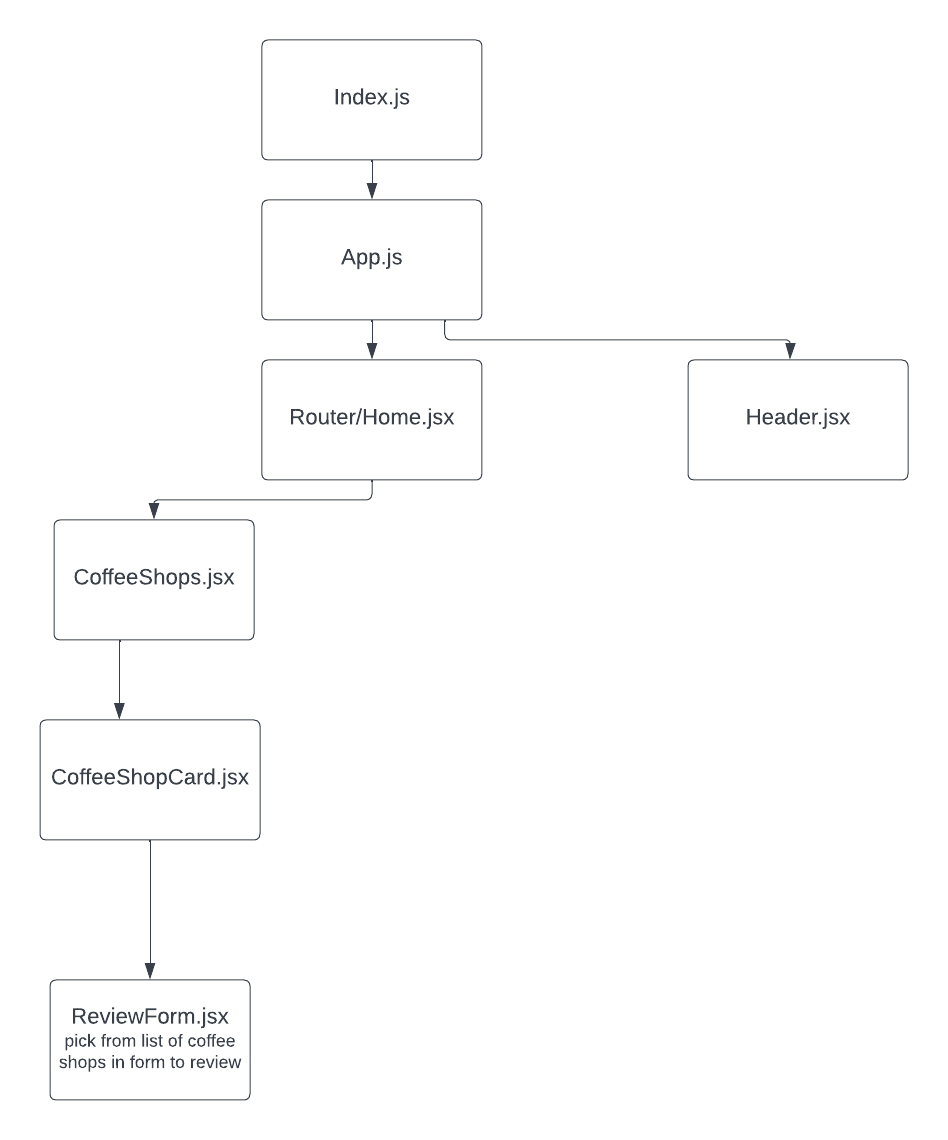 Index.js
App.js
Router/Home.jsx
Header.jsx
CoffeeShops.jsx
CoffeeShopCard.jsx
ReviewForm.jsx
pick from list of coffee
shops in form to review